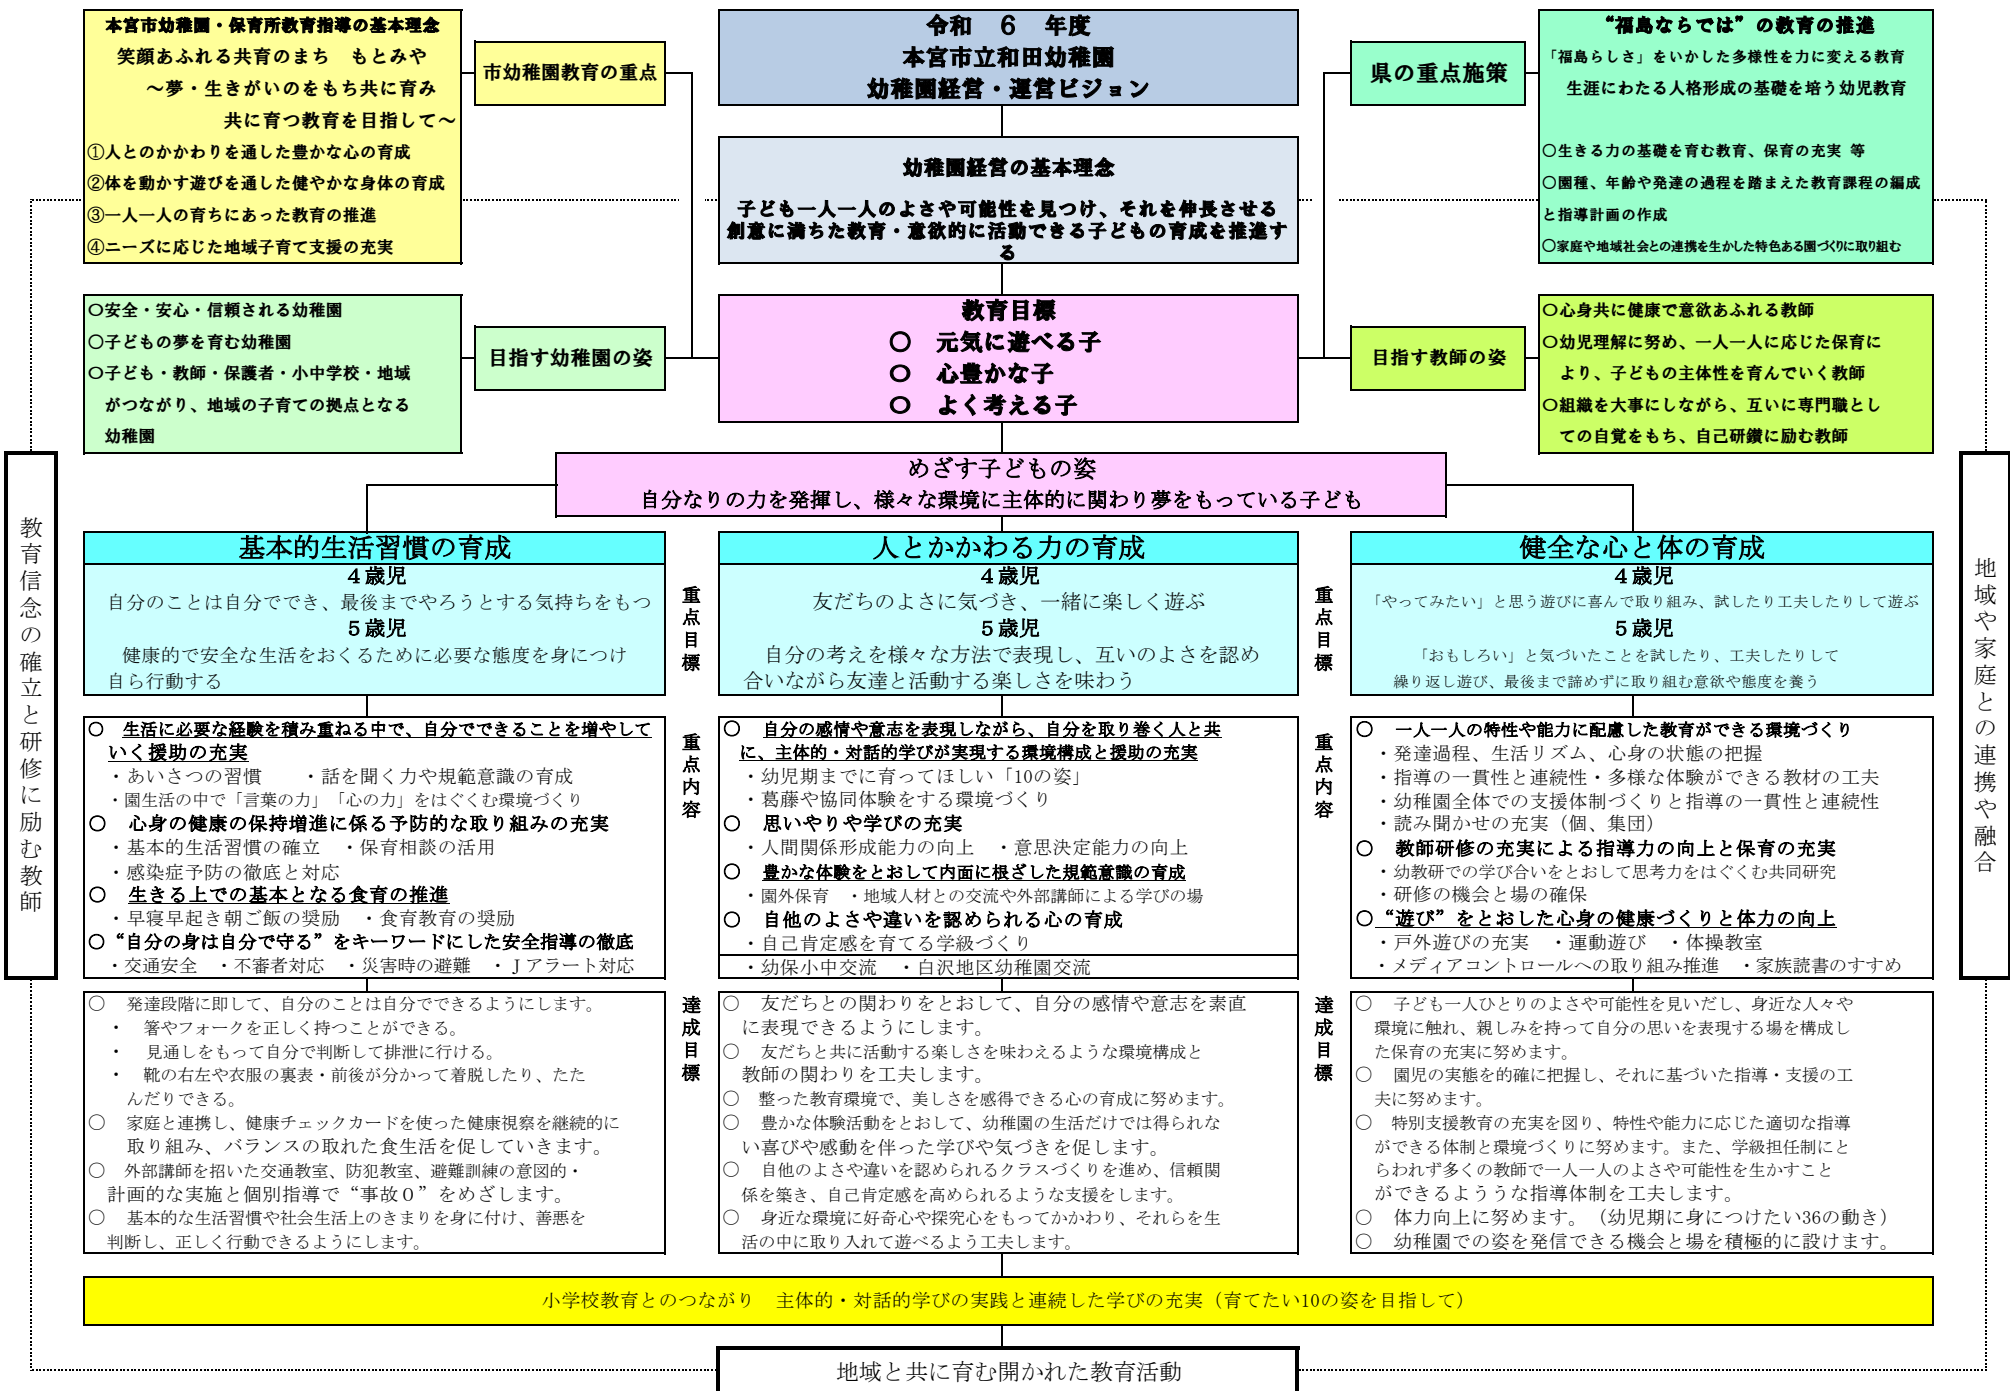 本宮市幼稚園・保育所教育指導の基本理念
笑顔あふれる共育のまち　もとみや
～夢・生きがいのをもち共に育み
共に育つ教育を目指して～
①人とのかかわりを通した豊かな心の育成
②体を動かす遊びを通した健やかな身体の育成
③一人一人の育ちにあった教育の推進
④ニーズに応じた地域子育て支援の充実
市幼稚園教育の重点
令和　６　年度
本宮市立和田幼稚園
幼稚園経営・運営ビジョン
県の重点施策
“福島ならでは”の教育の推進
「福島らしさ」をいかした多様性を力に変える教育
生涯にわたる人格形成の基礎を培う幼児教育
○生きる力の基礎を育む教育、保育の充実 等
○園種、年齢や発達の過程を踏まえた教育課程の編成
と指導計画の作成
○家庭や地域社会との連携を生かした特色ある園づくりに取り組む
幼稚園経営の基本理念
子ども一人一人のよさや可能性を見つけ、それを伸長させる
創意に満ちた教育・意欲的に活動できる子どもの育成を推進す
る
○安全・安心・信頼される幼稚園
○子どもの夢を育む幼稚園
○子ども・教師・保護者・小中学校・地域
がつながり、地域の子育ての拠点となる
幼稚園
目指す幼稚園の姿
教育目標
○　元気に遊べる子
○　心豊かな子
○　よく考える子
目指す教師の姿
○心身共に健康で意欲あふれる教師
○幼児理解に努め、一人一人に応じた保育に
より、子どもの主体性を育んでいく教師
○組織を大事にしながら、互いに専門職とし
ての自覚をもち、自己研鑽に励む教師
めざす子どもの姿
自分なりの力を発揮し、様々な環境に主体的に関わり夢をもっている子ども
教育信念の確立と研修に励む教師
地域や家庭との連携や融合
基本的生活習慣の育成
４歳児
自分のことは自分ででき、最後までやろうとする気持ちをもつ
５歳児
健康的で安全な生活をおくるために必要な態度を身につけ
自ら行動する
重点目標
人とかかわる力の育成
４歳児
友だちのよさに気づき、一緒に楽しく遊ぶ
５歳児
自分の考えを様々な方法で表現し、互いのよさを認め
合いながら友達と活動する楽しさを味わう
重点目標
健全な心と体の育成
４歳児
「やってみたい」と思う遊びに喜んで取り組み、試したり工夫したりして遊ぶ
５歳児
「おもしろい」と気づいたことを試したり、工夫したりして
繰り返し遊び、最後まで諦めずに取り組む意欲や態度を養う
○　生活に必要な経験を積み重ねる中で、自分でできることを増やして
いく援助の充実
・あいさつの習慣　　・話を聞く力や規範意識の育成
・園生活の中で「言葉の力」「心の力」をはぐくむ環境づくり
○　心身の健康の保持増進に係る予防的な取り組みの充実
・基本的生活習慣の確立　・保育相談の活用
・感染症予防の徹底と対応
○　生きる上での基本となる食育の推進
・早寝早起き朝ご飯の奨励　・食育教育の奨励
○“自分の身は自分で守る”をキーワードにした安全指導の徹底
・交通安全　・不審者対応　・災害時の避難　・Ｊアラート対応
重点内容
○　自分の感情や意志を表現しながら、自分を取り巻く人と共
に、主体的・対話的学びが実現する環境構成と援助の充実
・幼児期までに育ってほしい「10の姿」
・葛藤や協同体験をする環境づくり
○　思いやりや学びの充実
・人間関係形成能力の向上　・意思決定能力の向上
○　豊かな体験をとおして内面に根ざした規範意識の育成
・園外保育　・地域人材との交流や外部講師による学びの場
○　自他のよさや違いを認められる心の育成
・自己肯定感を育てる学級づくり
・幼保小中交流　・白沢地区幼稚園交流
重点内容
○　一人一人の特性や能力に配慮した教育ができる環境づくり
・発達過程、生活リズム、心身の状態の把握
・指導の一貫性と連続性・多様な体験ができる教材の工夫
・幼稚園全体での支援体制づくりと指導の一貫性と連続性
・読み聞かせの充実（個、集団）
○　教師研修の充実による指導力の向上と保育の充実
・幼教研での学び合いをとおして思考力をはぐくむ共同研究
・研修の機会と場の確保
○“遊び”をとおした心身の健康づくりと体力の向上
・戸外遊びの充実　・運動遊び　・体操教室
・メディアコントロールへの取り組み推進　・家族読書のすすめ
○　発達段階に即して、自分のことは自分でできるようにします。
・　箸やフォークを正しく持つことができる。
・　見通しをもって自分で判断して排泄に行ける。
・　靴の右左や衣服の裏表・前後が分かって着脱したり、たた
んだりできる。
○　家庭と連携し、健康チェックカードを使った健康視察を継続的に
取り組み、バランスの取れた食生活を促していきます。
○　外部講師を招いた交通教室、防犯教室、避難訓練の意図的・
計画的な実施と個別指導で“事故０”をめざします。
○　基本的な生活習慣や社会生活上のきまりを身に付け、善悪を
判断し、正しく行動できるようにします。
達成目標
○　友だちとの関わりをとおして、自分の感情や意志を素直
に表現できるようにします。
○　友だちと共に活動する楽しさを味わえるような環境構成と
教師の関わりを工夫します。
○　整った教育環境で、美しさを感得できる心の育成に努めます。
○　豊かな体験活動をとおして、幼稚園の生活だけでは得られな
い喜びや感動を伴った学びや気づきを促します。
○　自他のよさや違いを認められるクラスづくりを進め、信頼関
係を築き、自己肯定感を高められるような支援をします。
○　身近な環境に好奇心や探究心をもってかかわり、それらを生
活の中に取り入れて遊べるよう工夫します。
達成目標
○　子ども一人ひとりのよさや可能性を見いだし、身近な人々や
環境に触れ、親しみを持って自分の思いを表現する場を構成し
た保育の充実に努めます。
○　園児の実態を的確に把握し、それに基づいた指導・支援の工
夫に努めます。
○　特別支援教育の充実を図り、特性や能力に応じた適切な指導
ができる体制と環境づくりに努めます。また、学級担任制にと
らわれず多くの教師で一人一人のよさや可能性を生かすこと
ができるよううな指導体制を工夫します。
○　体力向上に努めます。（幼児期に身につけたい36の動き）
○　幼稚園での姿を発信できる機会と場を積極的に設けます。
小学校教育とのつながり　主体的・対話的学びの実践と連続した学びの充実（育てたい10の姿を目指して）
地域と共に育む開かれた教育活動